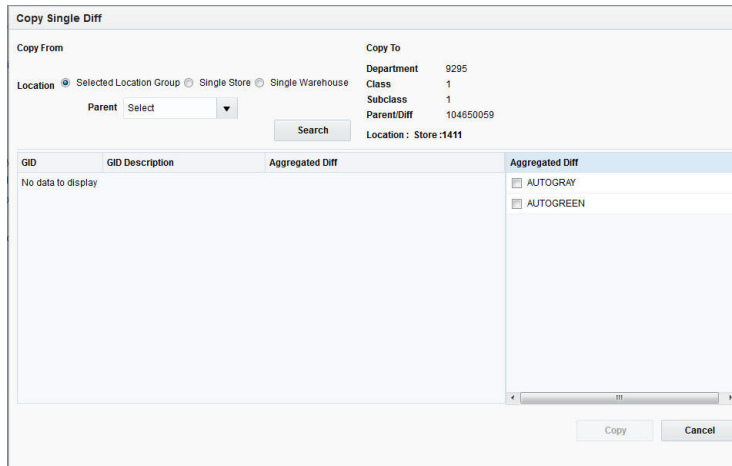 Copy Single Diff
Copy From
Location Selected Location Group Single Store Single Warehouse
Parent Select
Search
Copy To
Department 9295
Class 1
Subclass 1
Parent/Diff 104650059
Location : Store :1411
GID GID Description Aggregated Diff
No data to display
Aggregated Diff
AUTOGRAY
AUTOGREEN
Copy Cancel